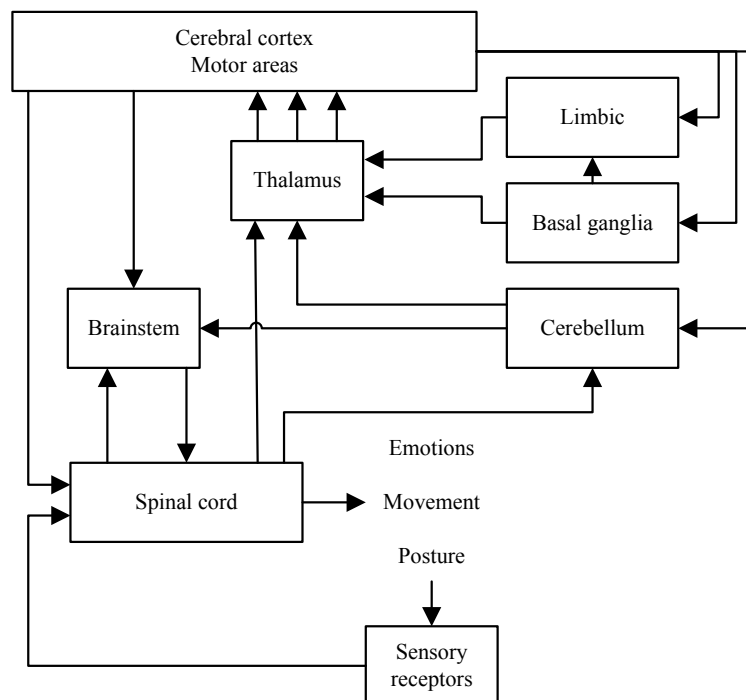 Cerebral cortex
Motor areas
Limbic
Thalamus
Basal ganglia
Brainstem
Cerebellum
Emotions
Spinal cord
Movement
Posture
Sensory
receptors